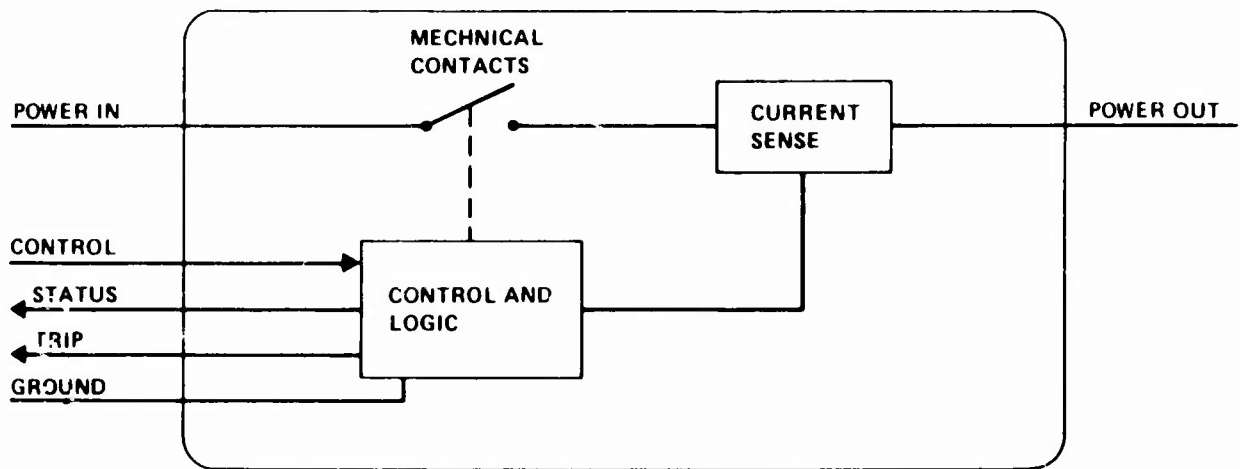 MECHNICAL
CONTACTS
POWER IN
CURRENT
SENSE
POWER OUT
CONTROL
STATUS
CONTROL AND
LOGIC
TRIP
GROUND